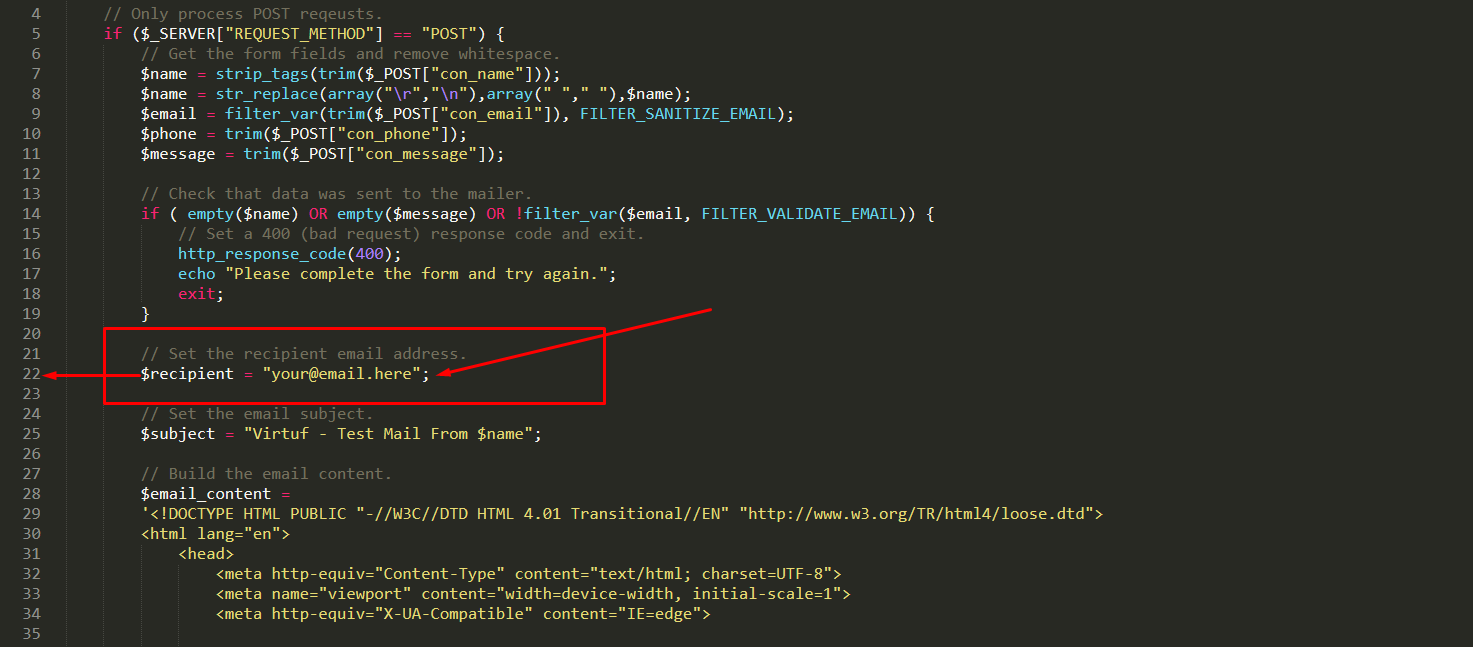 4 // Only process POST reqeusts.
5 if ($_SERVER["REQUEST_METHOD"] == "POST") {
6 // Get the form fields and remove whitespace.
7 $name = strip_tags(trim($_POST["con_name"]));
8 $name = str_replace(array("\r","\n"),array(" "," "),$name);
9 $email = filter_var(trim($_POST["con_email"]), FILTER_SANITIZE_EMAIL);
10 $phone = trim($_POST["con_phone"]);
11 $message = trim($_POST["con_message"]);
12
13 // Check that data was sent to the mailer.
14 if ( empty($name) OR empty($message) OR !filter_var($email, FILTER_VALIDATE_EMAIL)) {
15 // Set a 400 (bad request) response code and exit.
16 http_response_code(400);
17 echo "Please complete the form and try again.";
18 exit;
19 }
20
21 // Set the recipient email address.
22 $recipient = "your@email.here";
23
24 // Set the email subject.
25 $subject = "Virtuf - Test Mail From $name";
26
27 // Build the email content.
28 $email_content =
29 '<!DOCTYPE HTML PUBLIC "-//W3C//DTD HTML 4.01 Transitional//EN" "http://www.w3.org/TR/html4/loose.dtd">
30 <html lang="en">
31 <head>
32 <meta http-equiv="Content-Type" content="text/html; charset=UTF-8">
33 <meta name="viewport" content="width=device-width, initial-scale=1">
34 <meta http-equiv="X-UA-Compatible" content="IE=edge">
35